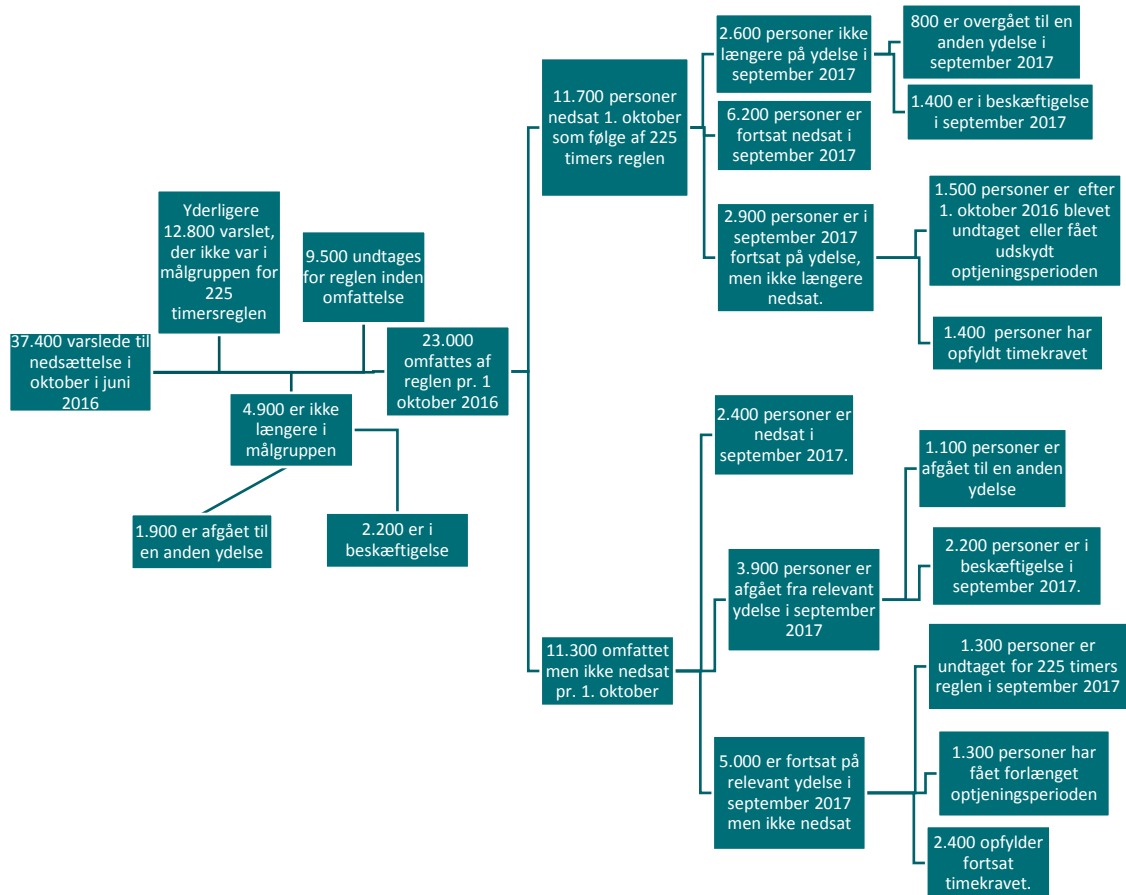 37.400 varslede til
nedsættelse i
oktober i juni
2016
Yderligere
12.800 varslet,
der ikke var i
målgruppen for
225
timersreglen
9.500 undtages
for reglen inden
omfattelse
4.900 er ikke
længere i
målgruppen
1.900 er afgået til
en anden ydelse
2.200 er i
beskæftigelse
23.000
omfattes af
reglen pr. 1
oktober 2016
11.700 personer
nedsat 1. oktober
som følge af 225
timers reglen
2.600 personer ikke
længere på ydelse i
september 2017
800 er overgået til en
anden ydelse i
september 2017
1.400 er i beskæftigelse
i september 2017
6.200 personer er
fortsat nedsat i
september 2017
2.900 personer er i
september 2017
fortsat på ydelse,
men ikke længere
nedsat.
1.500 personer er  efter
1. oktober 2016 blevet
undtaget  eller fået
udskydt
optjeningsperioden
1.400  personer har
opfyldt timekravet
11.300 omfattet
men ikke nedsat
pr. 1. oktober
2.400 personer er
nedsat i
september 2017.
3.900 personer er
afgået fra relevant
ydelse i september
2017
1.100 personer er
afgået til en anden
ydelse
2.200 personer er i
beskæftigelse i
september 2017.
5.000 er fortsat på
relevant ydelse i
september 2017
men ikke nedsat
1.300 personer er
undtaget for 225 timers
reglen i september 2017
1.300 personer har
fået forlænget
optjeningsperioden
2.400 opfylder
fortsat
timekravet.